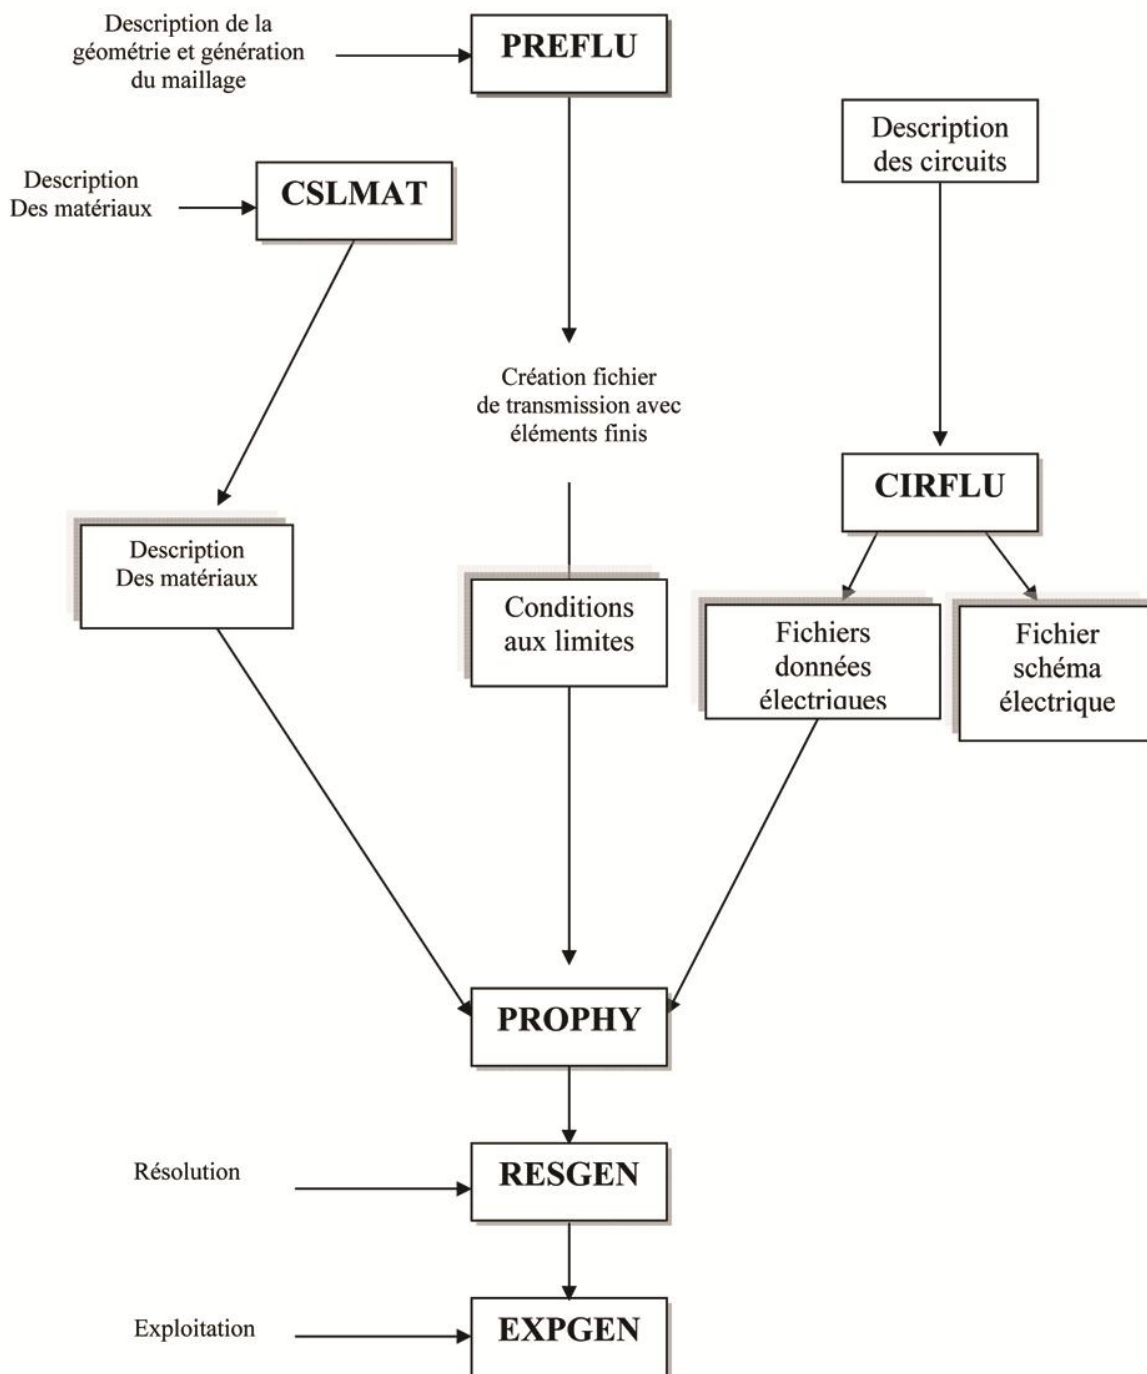 Description de la
géométrie et génération
du maillage
PREFLU
Description
des circuits
Description
Des matériaux
CSLMAT
Création fichier
de transmission avec
éléments finis
CIRFLU
Description
Des matériaux
Conditions
aux limites
Fichiers
données
électriques
Fichier
schéma
électrique
PROPHY
Résolution
RESGEN
Exploitation
EXPGEN